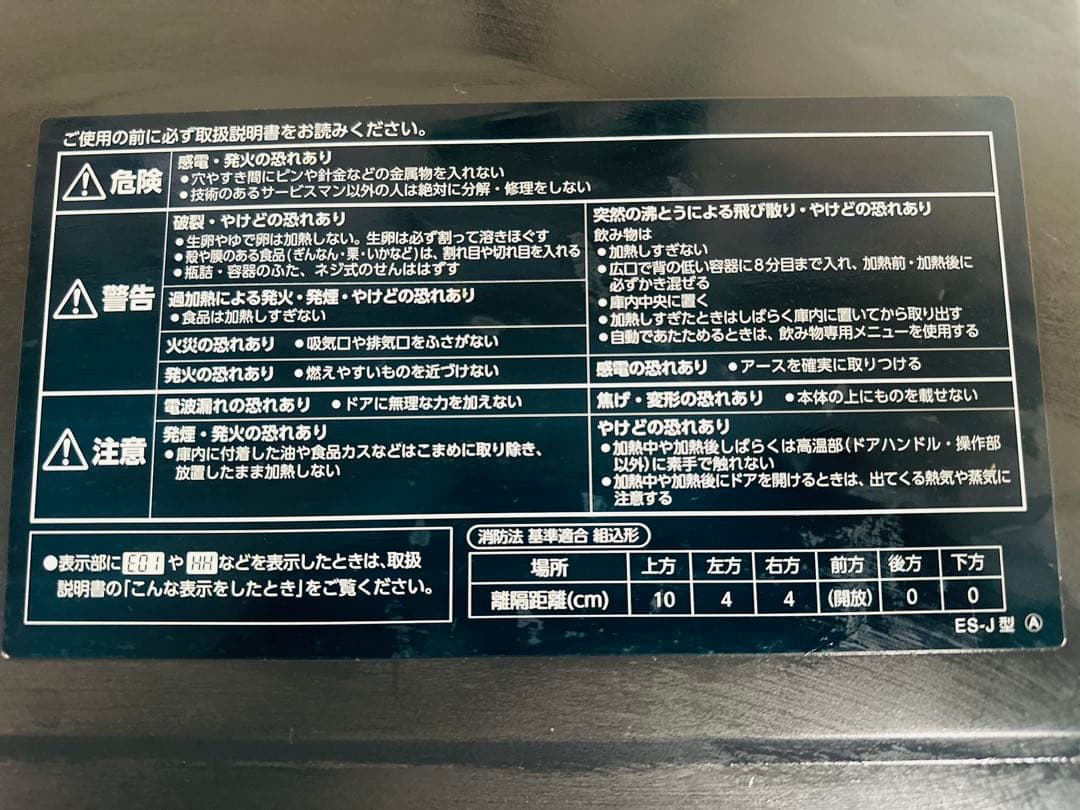 ご使用の前に必ず取扱説明書をお読みください。
危険
感電・発火の恐れあり
●穴やすき間にピンや針金などの金属物を入れない
●技術のあるサービスマン以外の人は絶対に分解・修理をしない
警告
破裂・やけどの恐れあり
●生卵やゆで卵は加熱しない。生卵は必ず割って溶きほぐす
●殻や膜のある食品(ぎんなん・栗・いかなど)は、割れ目や切れ目を入れる
●瓶詰・容器のふた、ネジ式のせんははずす
過加熱による発火・発煙・やけどの恐れあり
●食品は加熱しすぎない
火災の恐れあり ●吸気口や排気口をふさがない
発火の恐れあり ●燃えやすいものを近づけない
突然の沸とうによる飛び散り・やけどの恐れあり
飲み物は
●加熱しすぎない
●広口で背の低い容器に8分目まで入れ、加熱前・加熱後に
必ずかき混ぜる
●庫内中央に置く
●加熱しすぎたときはしばらく庫内に置いてから取り出す
●自動であたためるときは、飲み物専用メニューを使用する
感電の恐れあり ●アースを確実に取りつける
注意
電波漏れの恐れあり ●ドアに無理な力を加えない
発煙・発火の恐れあり
●庫内に付着した油や食品カスなどはこまめに取り除き、
放置したまま加熱しない
焦げ・変形の恐れあり ●本体の上にものを載せない
やけどの恐れあり
●加熱中や加熱後しばらくは高温部(ドアハンドル・操作部
以外)に素手で触れない
●加熱中や加熱後にドアを開けるときは、出てくる熱気や蒸気に
注意する
●表示部にE01やHHなどを表示したときは、取扱
説明書の「こんな表示をしたとき」をご覧ください。
消防法 基準適合 組込形
場所 上方 左方 右方 前方 後方 下方
離隔距離(cm) 10 4 4 (開放) 0 0
ES-J型 Ⓐ